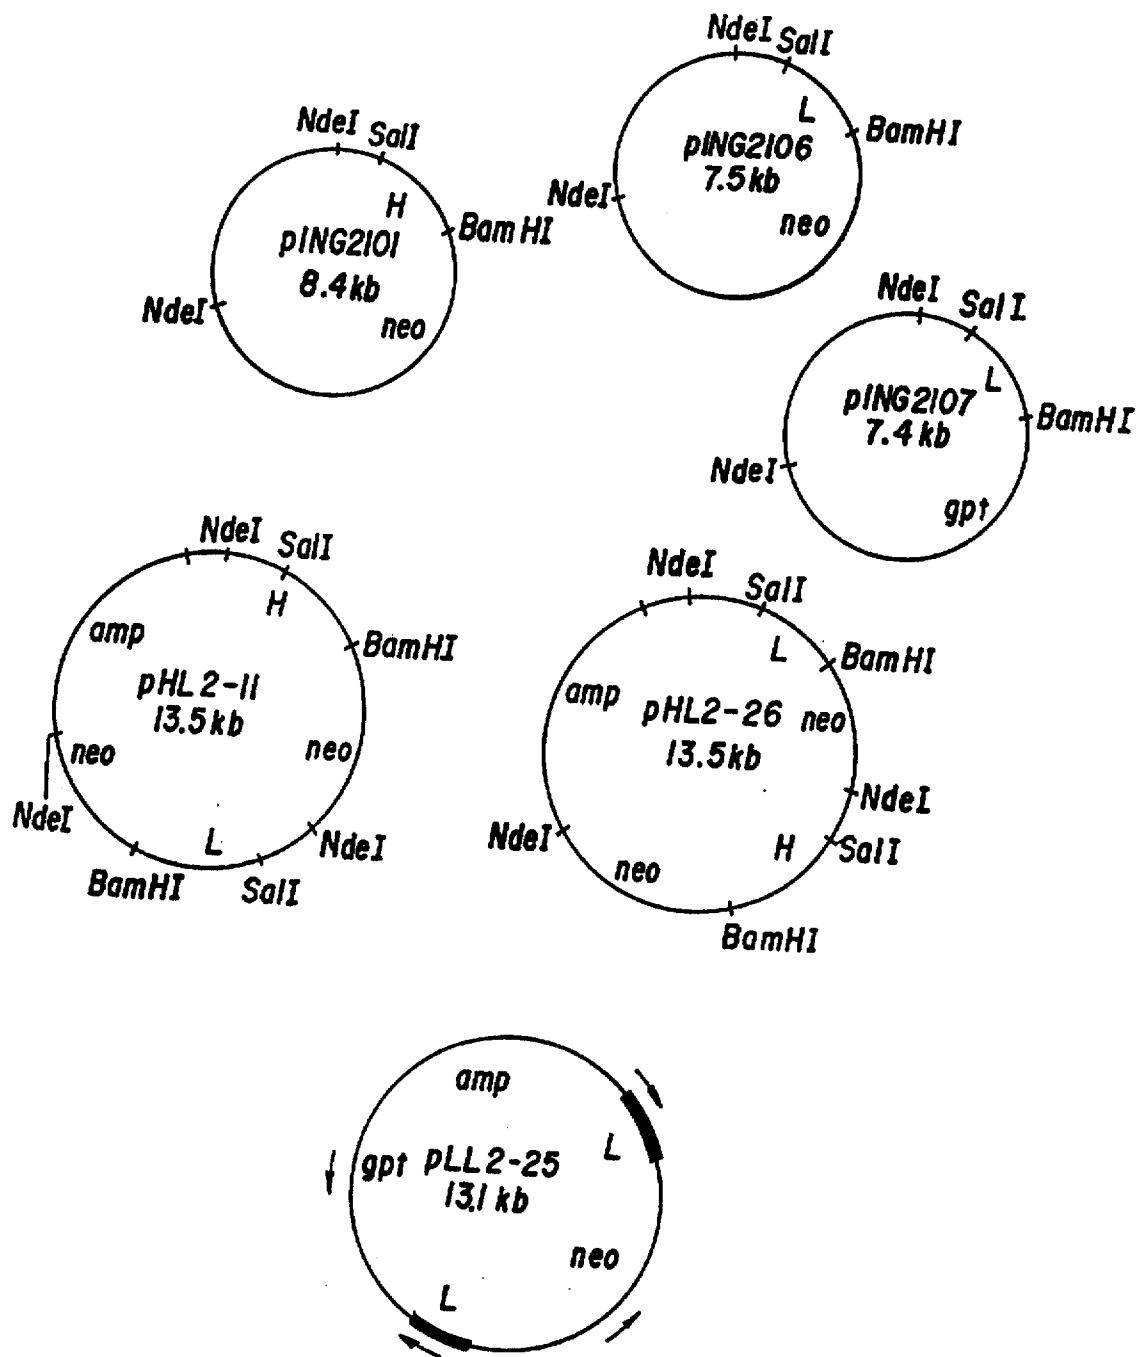 NdeI SalI
L
BamHI
pING2106
7.5kb
NdeI
neo
NdeI SalI
H
BamHI
pING2101
8.4kb
NdeI
neo
NdeI SalI
L
pING2107
BamHI
7.4kb
NdeI
gpt
NdeI SalI
H
amp
BamHI
pHL2-11
13.5kb
neo
neo
NdeI
L
NdeI
BamHI SalI
NdeI SalI
L
BamHI
amp pHL2-26 neo
13.5kb
NdeI
NdeI
H SalI
neo
BamHI
amp
L
gpt pLL2-25
13.1kb
neo
L